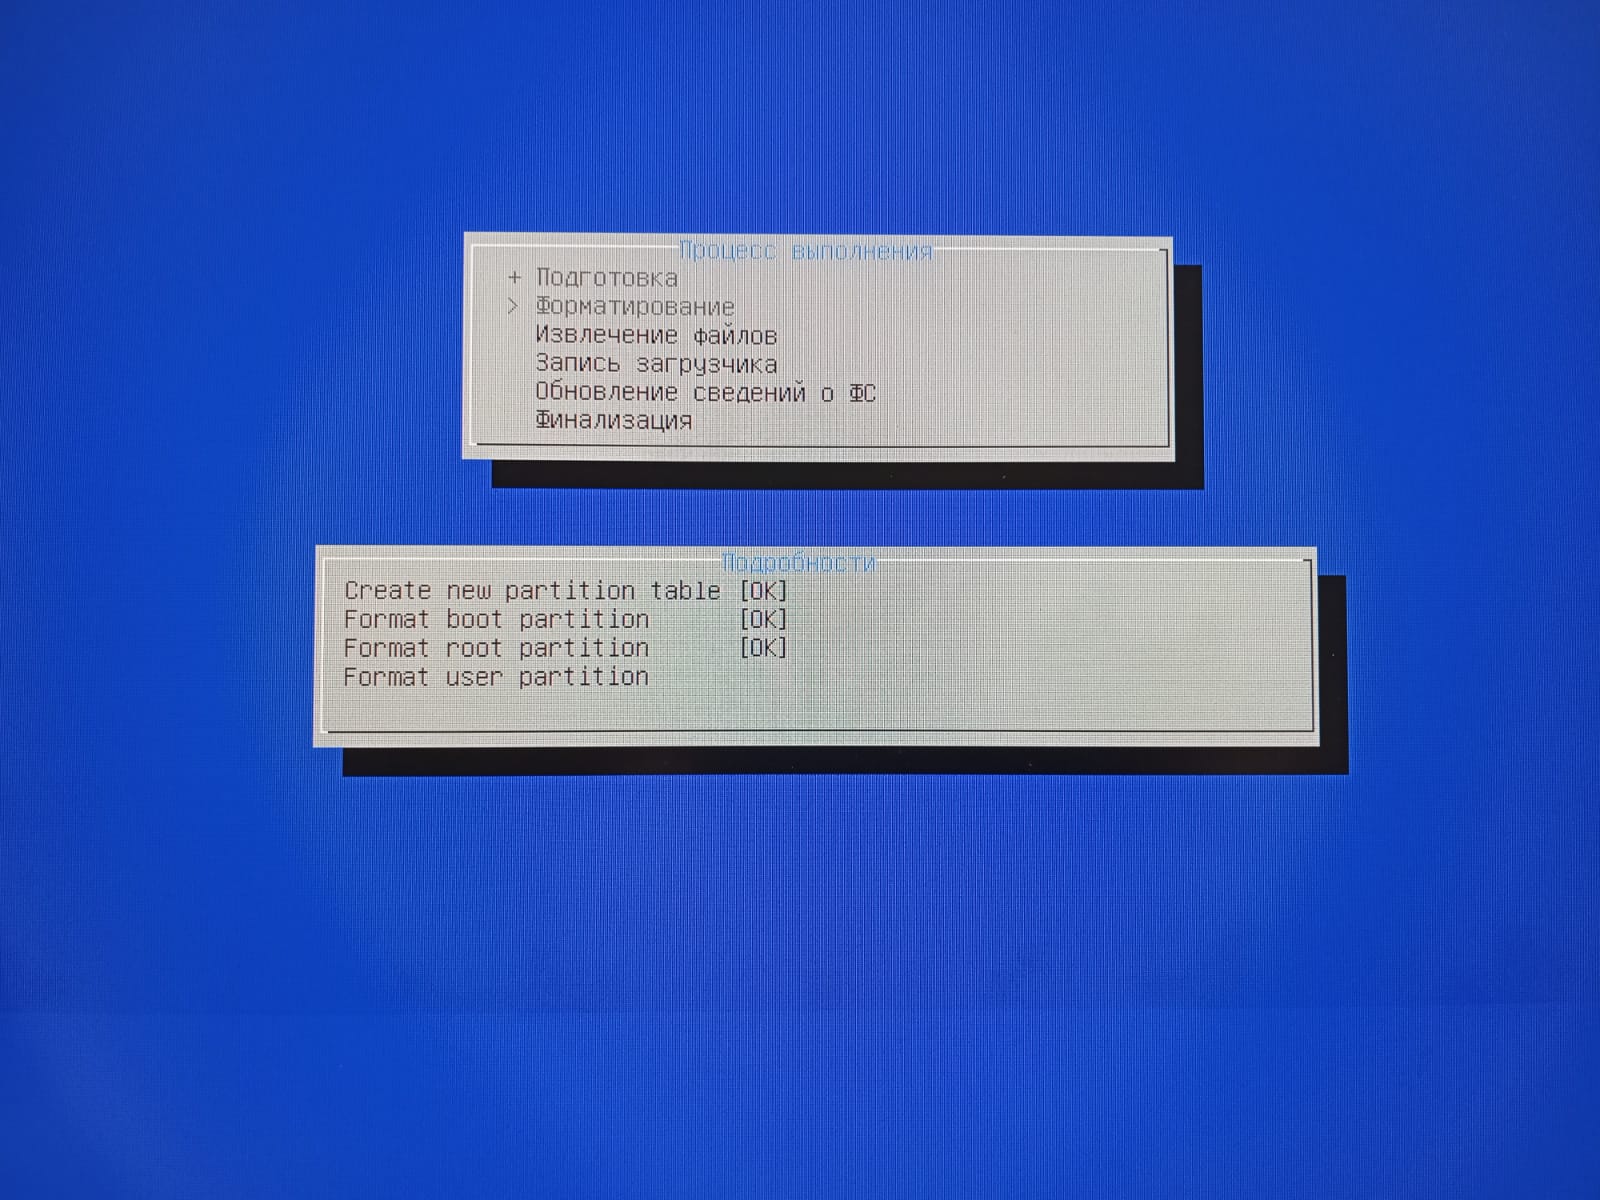 Процесс выполнения
+ Подготовка
> Форматирование
Извлечение файлов
Запись загрузчика
Обновление сведений о ФС
Финализация
Подробности
Create new partition table [OK]
Format boot partition [OK]
Format root partition [OK]
Format user partition